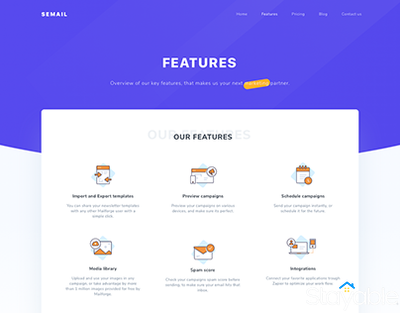 SEMAIL
Home Features Pricing Blog Contact us
FEATURES
Overview of our key features, that makes us your next partner.
OUR FEATURES
Import and Export templates
Preview campaigns
Schedule campaigns
You can share your newsletter templates
with any other Mailforge user with a
simple click.
Preview your campaigns on various
devices, and make sure its perfect.
Send your campaign instantly, or
schedule it for the future.
Media library
Spam score
Integrations
Upload and use your images in you
campaign, or take advantage of more
than 1 million images provided for free by
Mailforge.
Check your campaigns spam score before
sending, to make sure your email hits that
inbox.
Connect your favorite applications trough
Zapier to optimize your work flow.